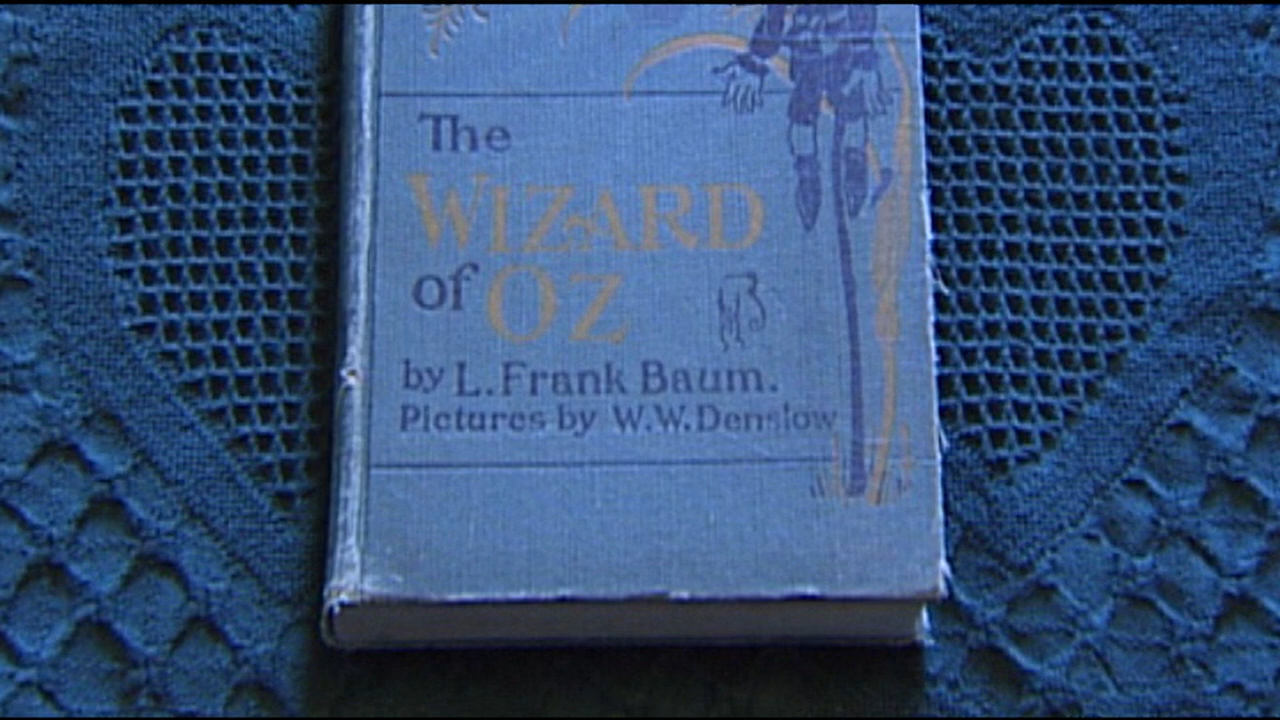 The
WIZARD
of OZ
by L. Frank Baum.
Pictures by W.W. Denslow